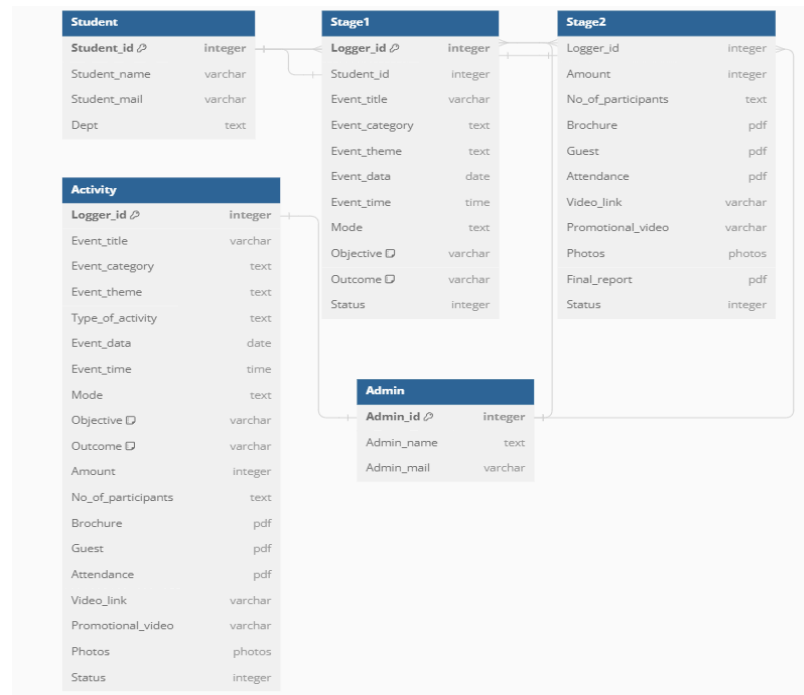 Student
Student_id integer
Student_name varchar
Student_mail varchar
Dept text
Stage1
Logger_id integer
Student_id integer
Event_title varchar
Event_category text
Event_theme text
Event_data date
Event_time time
Mode text
Objective varchar
Outcome varchar
Status integer
Stage2
Logger_id integer
Amount integer
No_of_participants text
Brochure pdf
Guest pdf
Attendance pdf
Video_link varchar
Promotional_video varchar
Photos photos
Final_report pdf
Status integer
Activity
Logger_id integer
Event_title varchar
Event_category text
Event_theme text
Type_of_activity text
Event_data date
Event_time time
Mode text
Objective varchar
Outcome varchar
Amount integer
No_of_participants text
Brochure pdf
Guest pdf
Attendance pdf
Video_link varchar
Promotional_video varchar
Photos photos
Status integer
Admin
Admin_id integer
Admin_name text
Admin_mail varchar